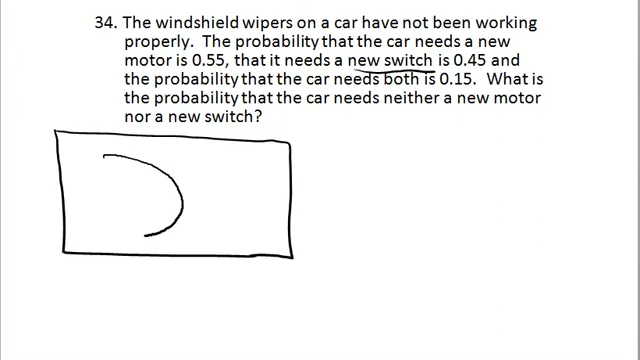 34. The windshield wipers on a car have not been working
properly. The probability that the car needs a new
motor is 0.55, that it needs a new switch is 0.45 and
the probability that the car needs both is 0.15. What is
the probability that the car needs neither a new motor
nor a new switch?